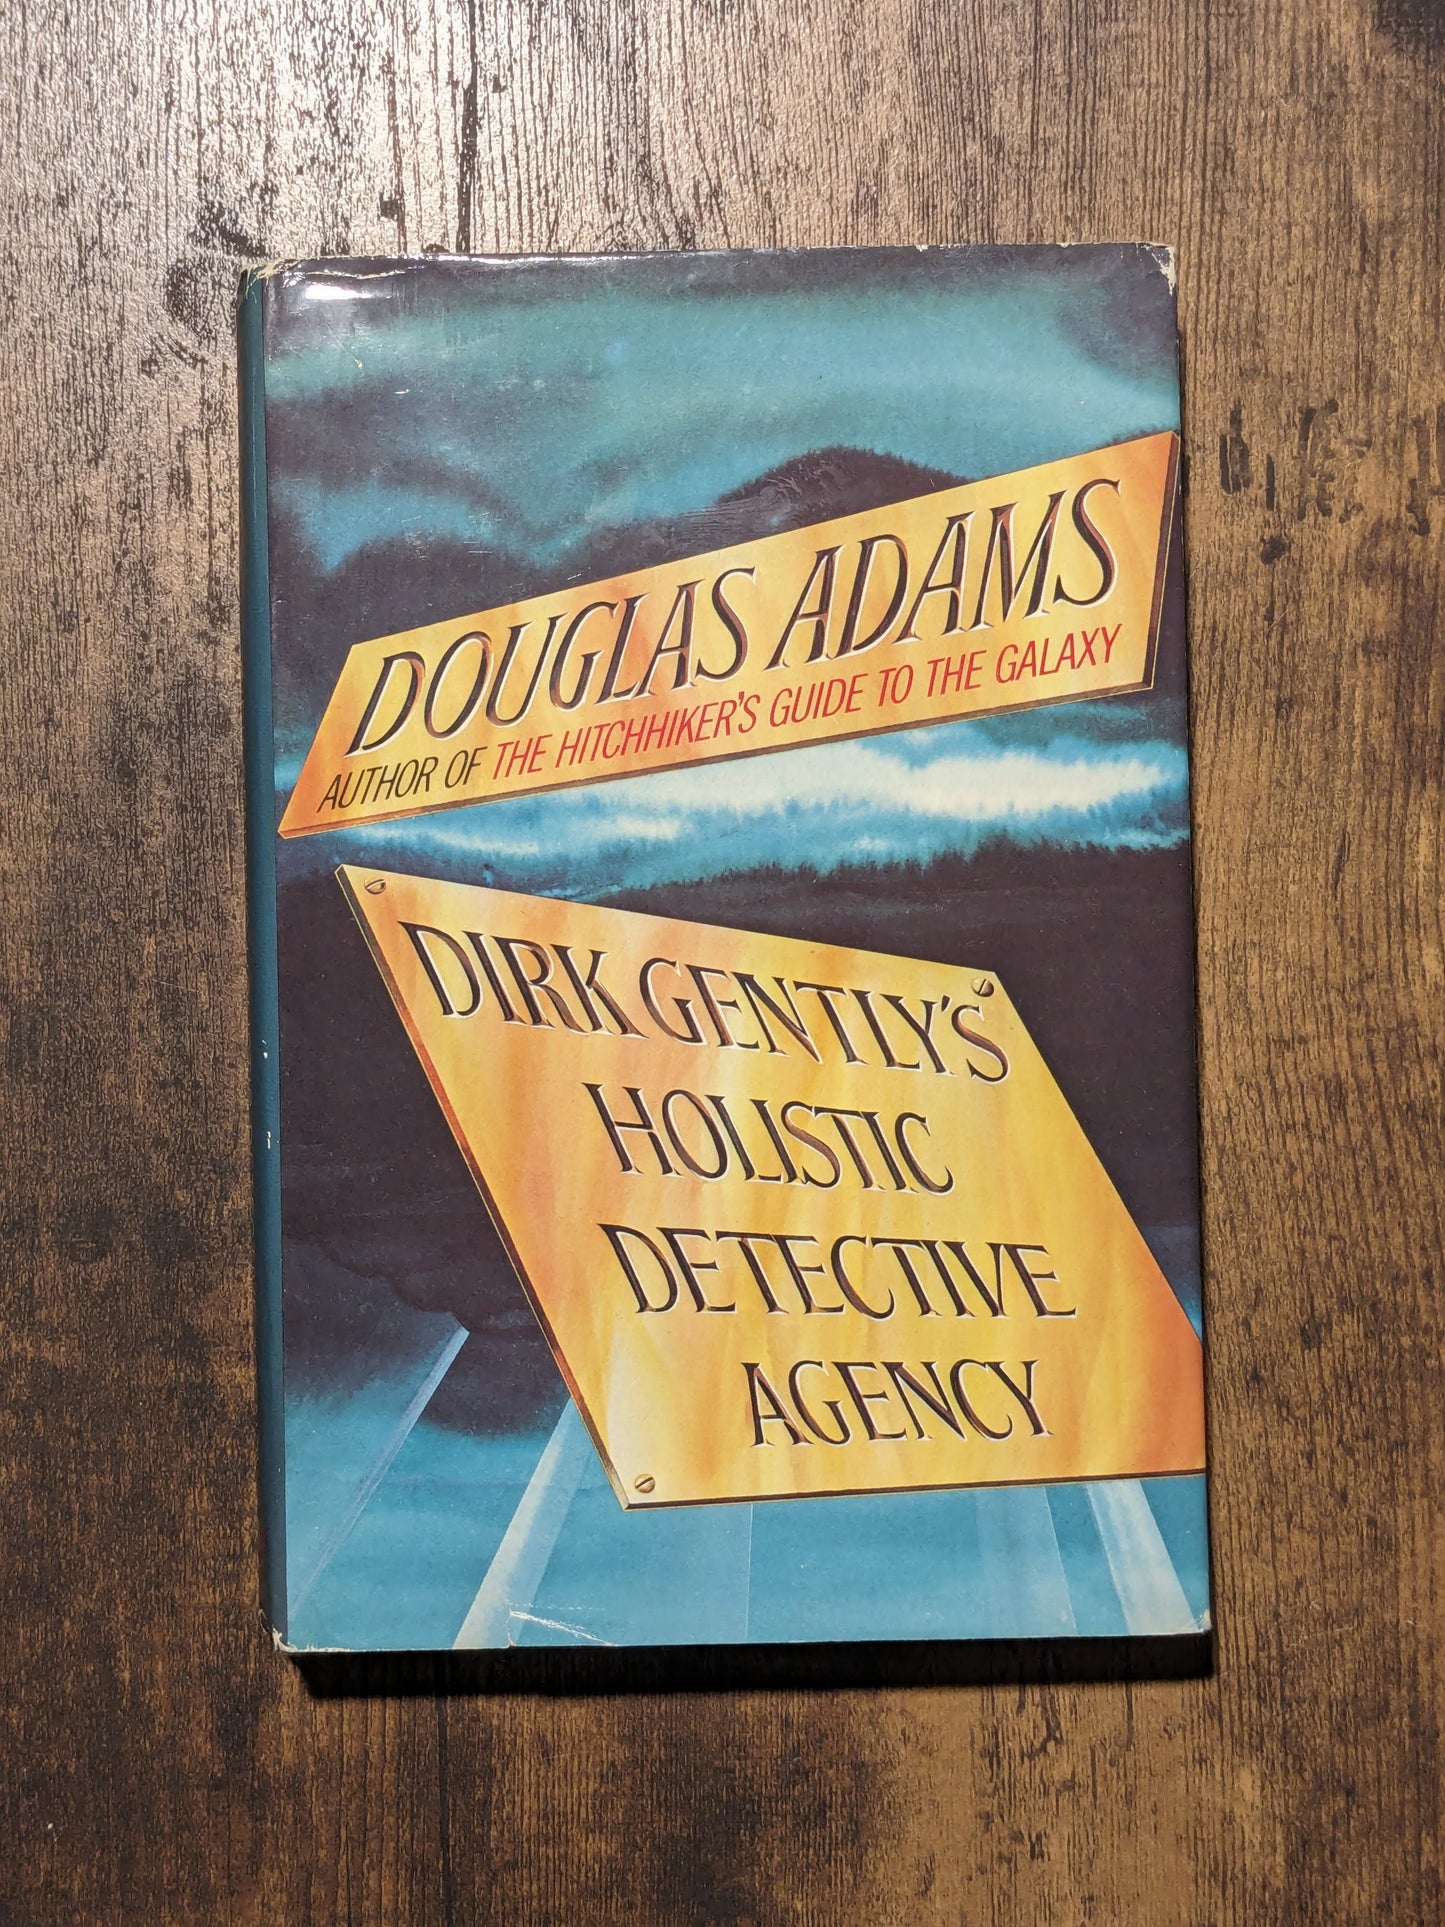 DOUGLAS ADAMS
AUTHOR OF THE HITCHHIKER'S GUIDE TO THE GALAXY
DIRK GENTLY'S
HOLISTIC
DETECTIVE
AGENCY